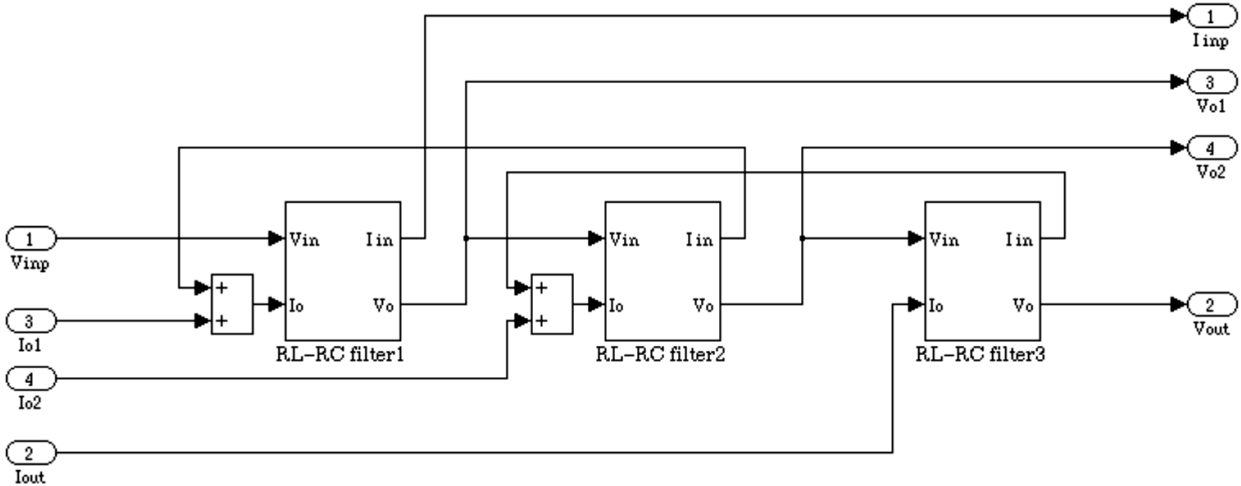 1
Iinp
3
Vo1
4
Vo2
1
Vinp
Vin
Iin
Vin
Iin
Vin
Iin
+
+
Io
Vo
+
+
Io
Vo
Io
Vo
2
Vout
3
Io1
RL-RC filter1
RL-RC filter2
RL-RC filter3
4
Io2
2
Iout